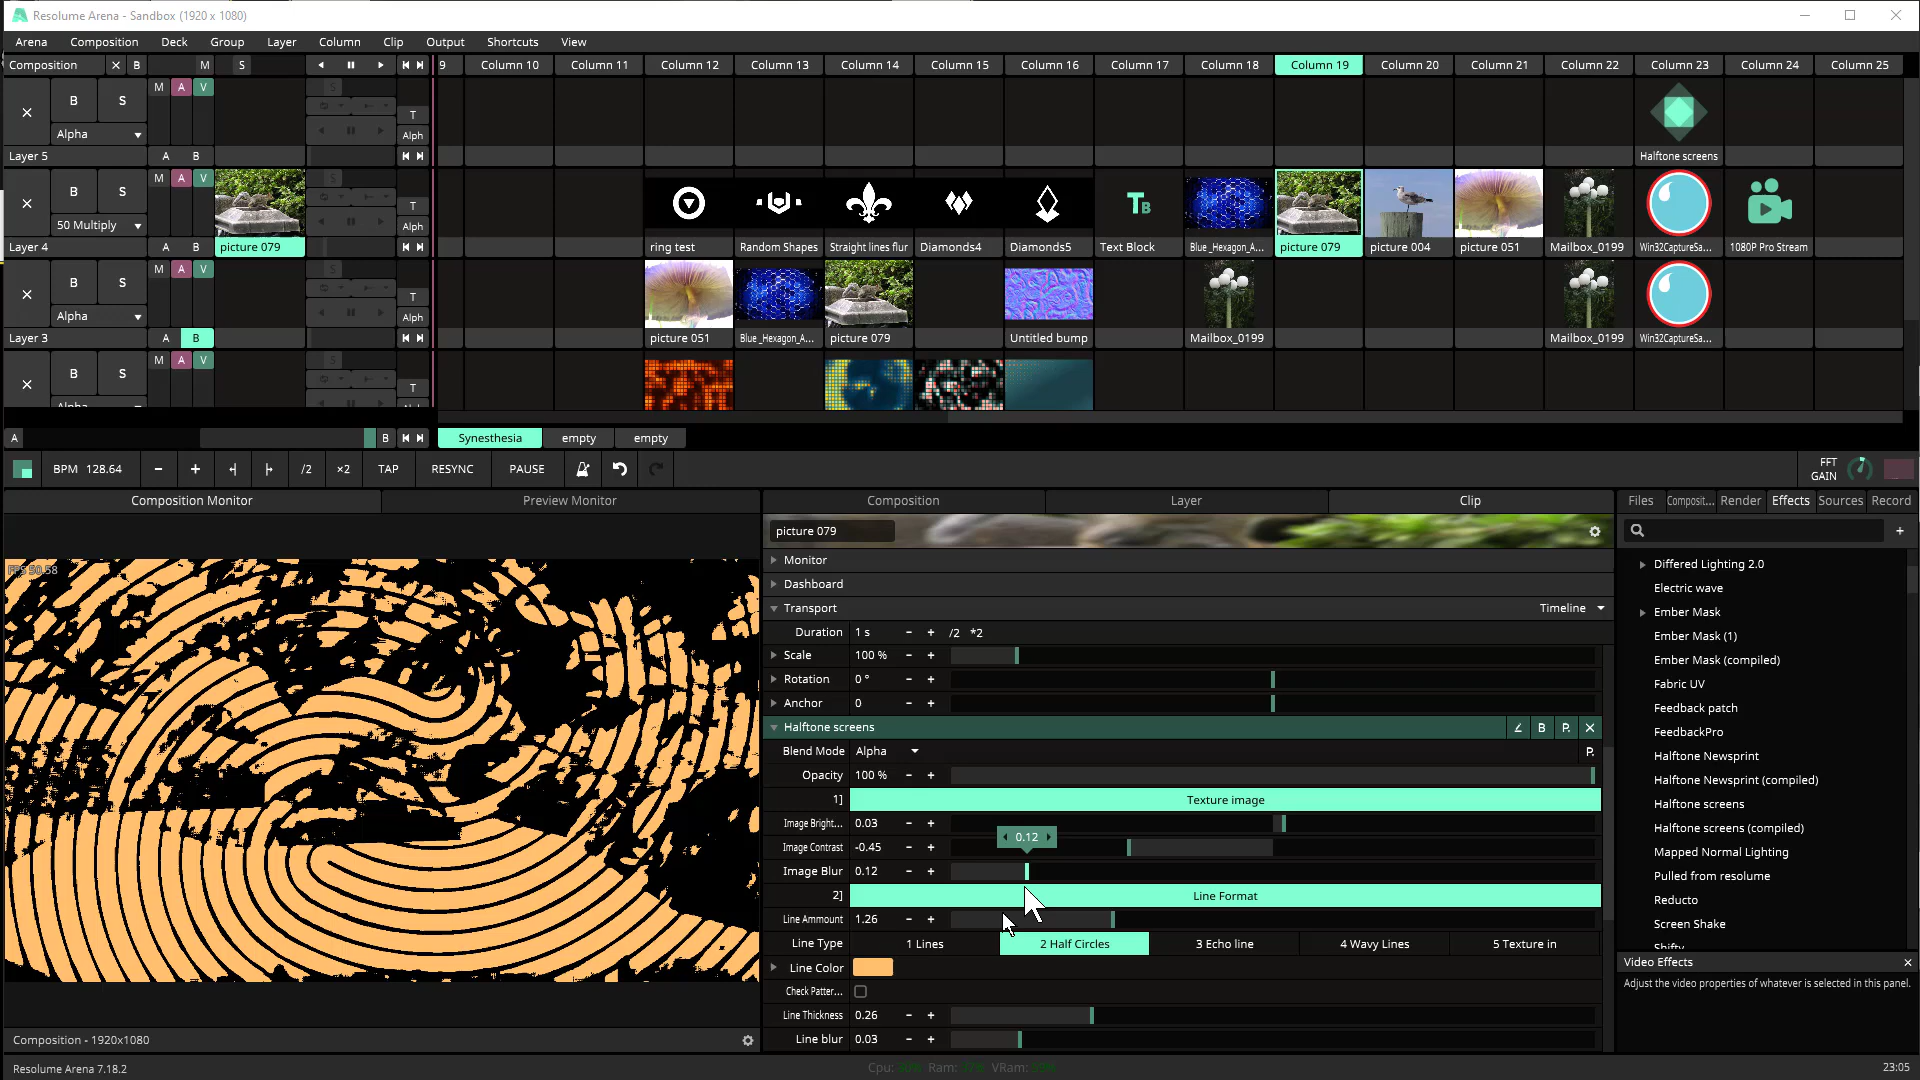 Resolume Arena - Sandbox (1920 x 1080)
Arena Composition Deck Group Layer Column Clip Output Shortcuts View
Composition B M S 9 Column 10 Column 11 Column 12 Column 13 Column 14 Column 15 Column 16 Column 17 Column 18 Column 19 Column 20 Column 21 Column 22 Column 23 Column 24 Column 25
B S M A V S
T
Alpha Alph
Layer 5 A B Halftone screens
B S M A V S
T
50 Multiply Alph
Layer 4 A B picture 079 ring test Random Shapes Straight lines flur Diamonds4 Diamonds5 Text Block Blue _Hexagon_A... picture 079 picture 004 picture 051 Mailbox_0199 Win32CaptureSa... 1080P Pro Stream
B S M A V S
T
Alpha Alph
Layer 3 A B picture 051 Blue _Hexagon_A... picture 079 Untitled bump Mailbox_0199 Mailbox_0199 Win32CaptureSa...
B S M A V S
T
A B Synesthesia empty empty
BPM 128.64 - + /2 ×2 TAP RESYNC PAUSE FFT GAIN
Composition Monitor Preview Monitor Composition Layer Clip Files Composit... Render Effects Sources Record
picture 079
Monitor
Dashboard
Transport Timeline
Duration 1 s - + /2 *2
Scale 100 % - +
Rotation 0 ° - +
Anchor 0 - +
Halftone screens B P.
Blend Mode Alpha P.
Opacity 100 % - +
1] Texture image
Image Bright... 0.03 - +
0.12
Image Contrast -0.45 - +
Image Blur 0.12 - +
2] Line Format
Line Ammount 1.26 - +
Line Type 1 Lines 2 Half Circles 3 Echo line 4 Wavy Lines 5 Texture in
Line Color
Check Patter...
Line Thickness 0.26 - +
Line blur 0.03 - +
Differed Lighting 2.0
Electric wave
Ember Mask
Ember Mask (1)
Ember Mask (compiled)
Fabric UV
Feedback patch
FeedbackPro
Halftone Newsprint
Halftone Newsprint (compiled)
Halftone screens
Halftone screens (compiled)
Mapped Normal Lighting
Pulled from resolume
Reducto
Screen Shake
Shifty
Video Effects
Adjust the video properties of whatever is selected in this panel.
Composition - 1920x1080
Resolume Arena 7.18.2 Cpu: Ram: VRam: 23:05